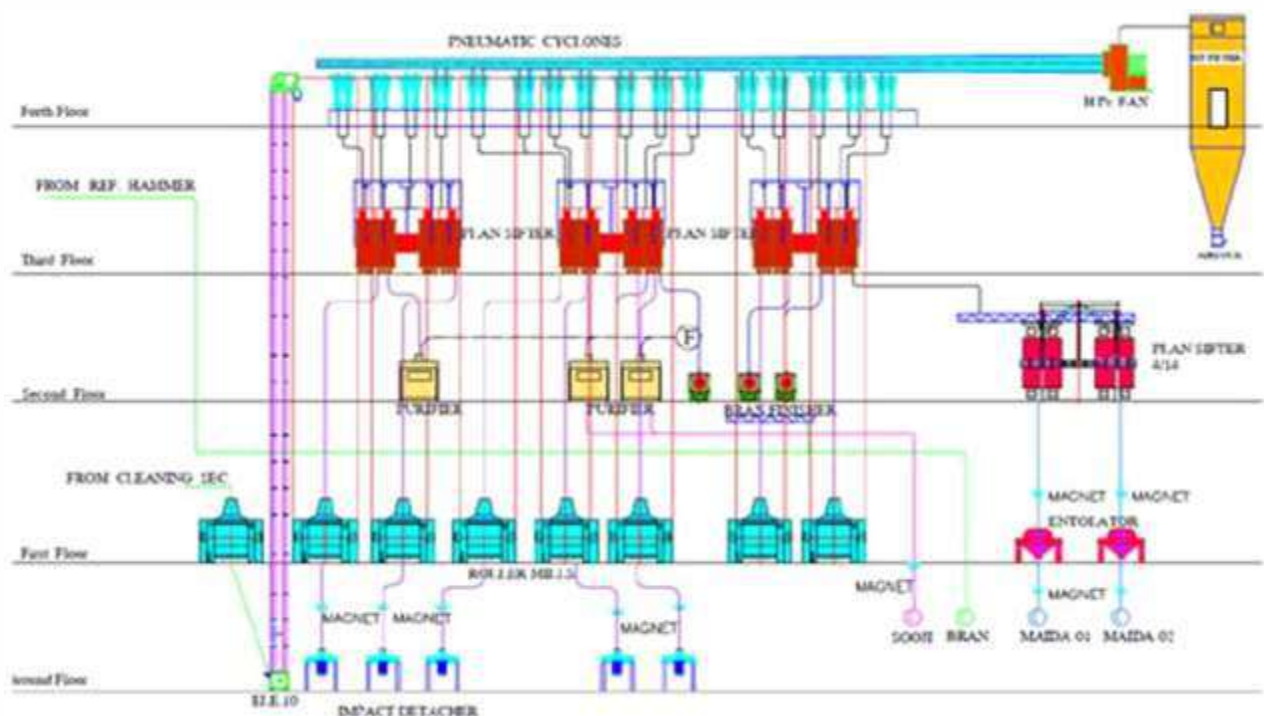 PNEUMATIC CYCLONES
HPr FAN
Forth Floor
FROM REF. HAMMER
PLAN SIFTER
PLAN SIFTER
Third Floor
F
PLAN SIFTER
4/14
Second Floor
PURIFIER
PURIFIER
BRAN FINISHER
FROM CLEANING SEC
MAGNET
MAGNET
ENTOLATOR
First Floor
ROLLER MILLS
MAGNET
MAGNET
MAGNET
MAGNET
MAGNET
SOOJI
BRAN
MAIDA 01
MAIDA 02
Ground Floor
ELE 10
IMPACT DETACHER